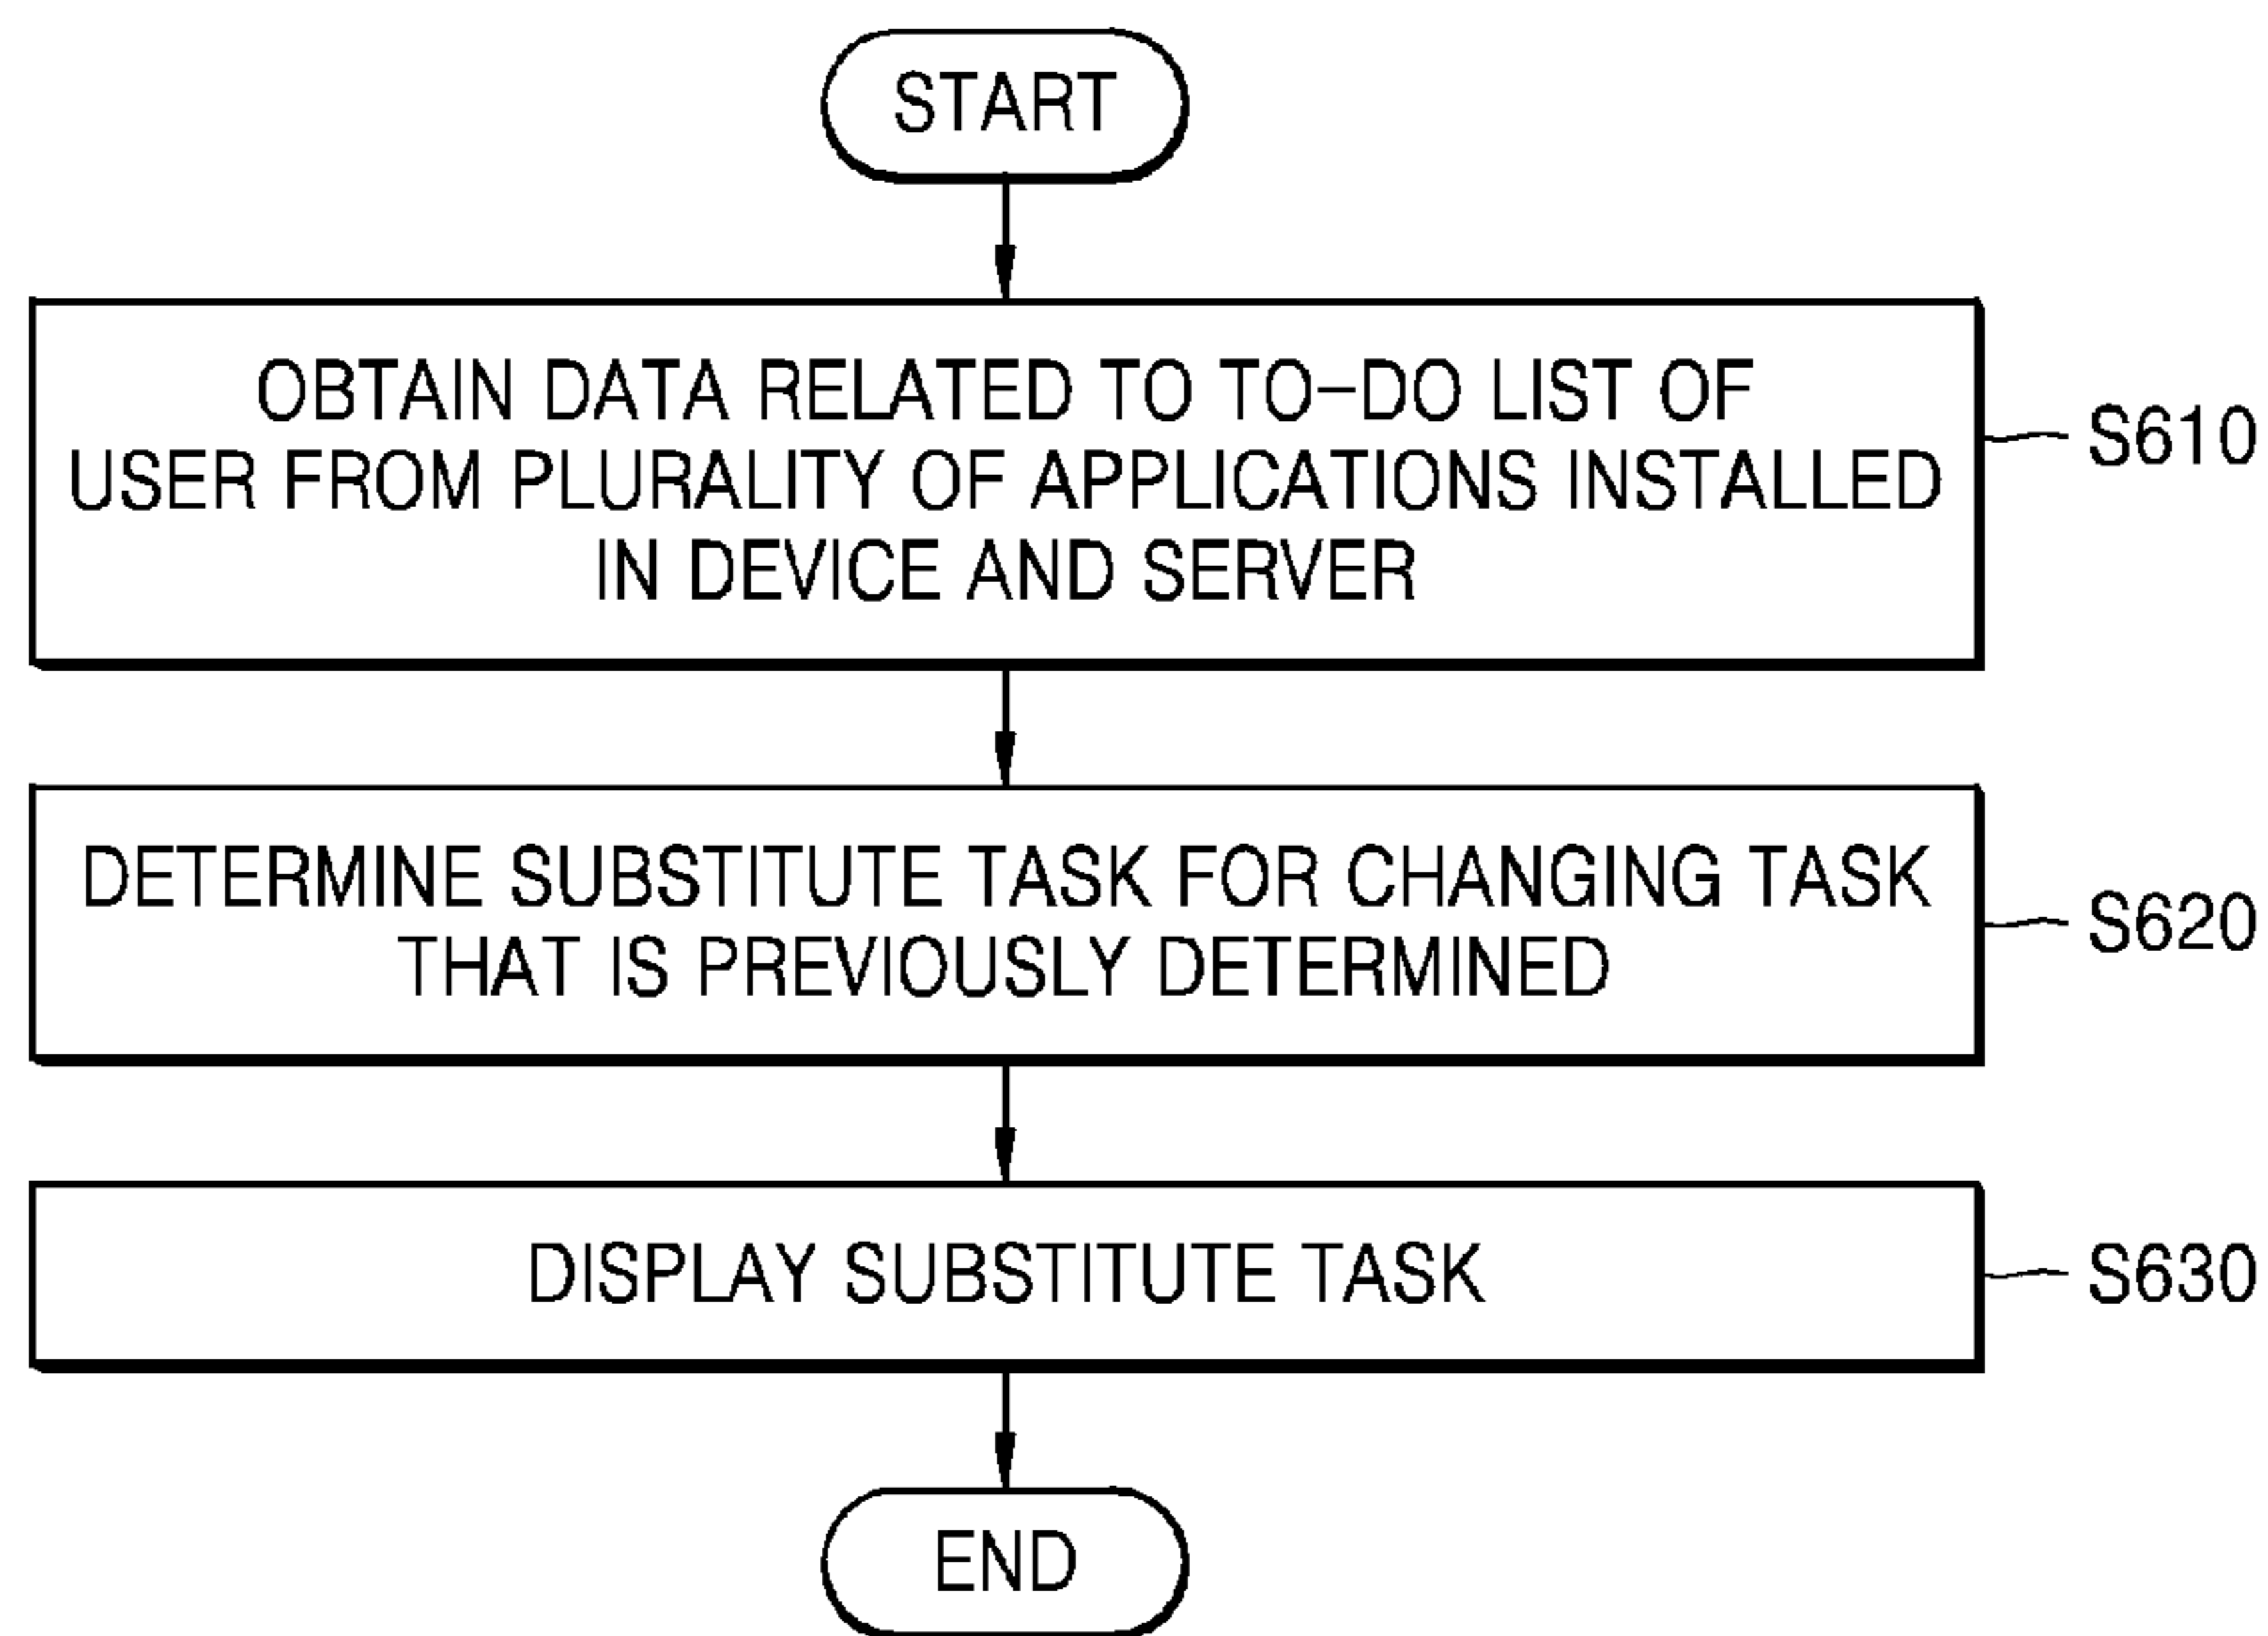 START
OBTAIN DATA RELATED TO TO-DO LIST OF
USER FROM PLURALITY OF APPLICATIONS INSTALLED
IN DEVICE AND SERVER
S610
DETERMINE SUBSTITUTE TASK FOR CHANGING TASK
THAT IS PREVIOUSLY DETERMINED
S620
DISPLAY SUBSTITUTE TASK
S630
END